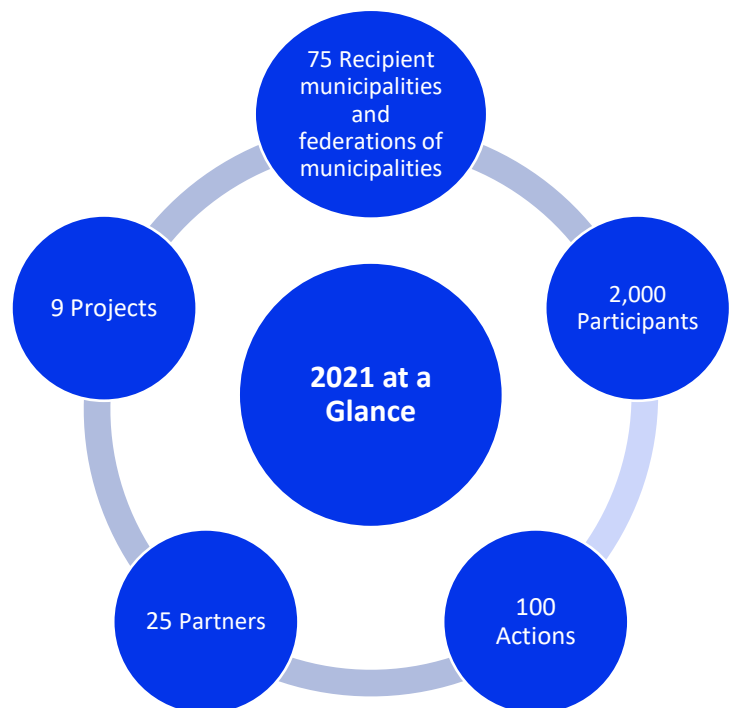 75 Recipient
municipalities
and
federations of
municipalities
9 Projects
2,000
Participants
2021 at a
Glance
25 Partners
100
Actions